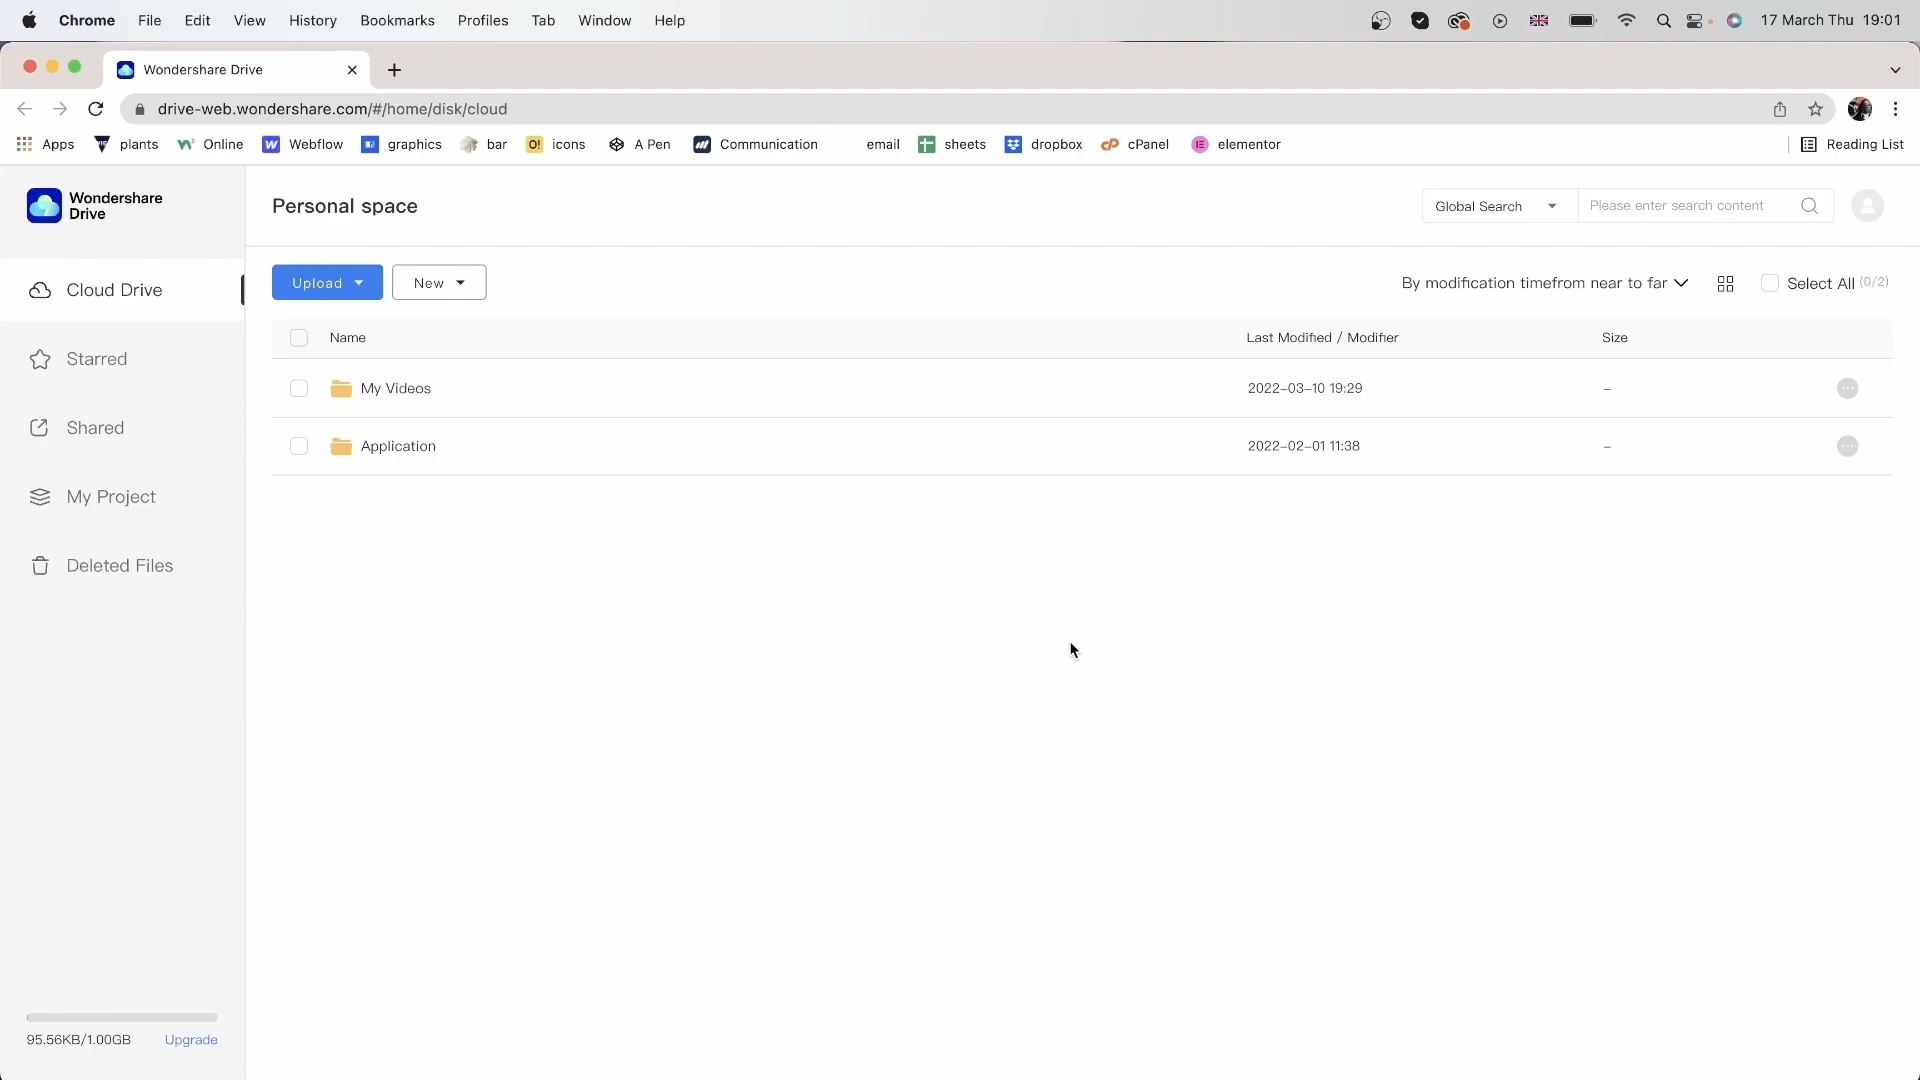 Chrome File Edit View History Bookmarks Profiles Tab Window Help 17 March Thu 19:01
Wondershare Drive
drive-web.wondershare.com/#/home/disk/cloud
Apps plants Online Webflow graphics bar O! icons A Pen Communication email sheets dropbox cPanel elementor Reading List
Wondershare
Drive
Personal space
Global Search Please enter search content
Cloud Drive
Upload New By modification timefrom near to far Select All (0/2)
Name Last Modified / Modifier Size
Starred
My Videos 2022-03-10 19:29 –
Shared
Application 2022-02-01 11:38 –
My Project
Deleted Files
95.56KB/1.00GB Upgrade